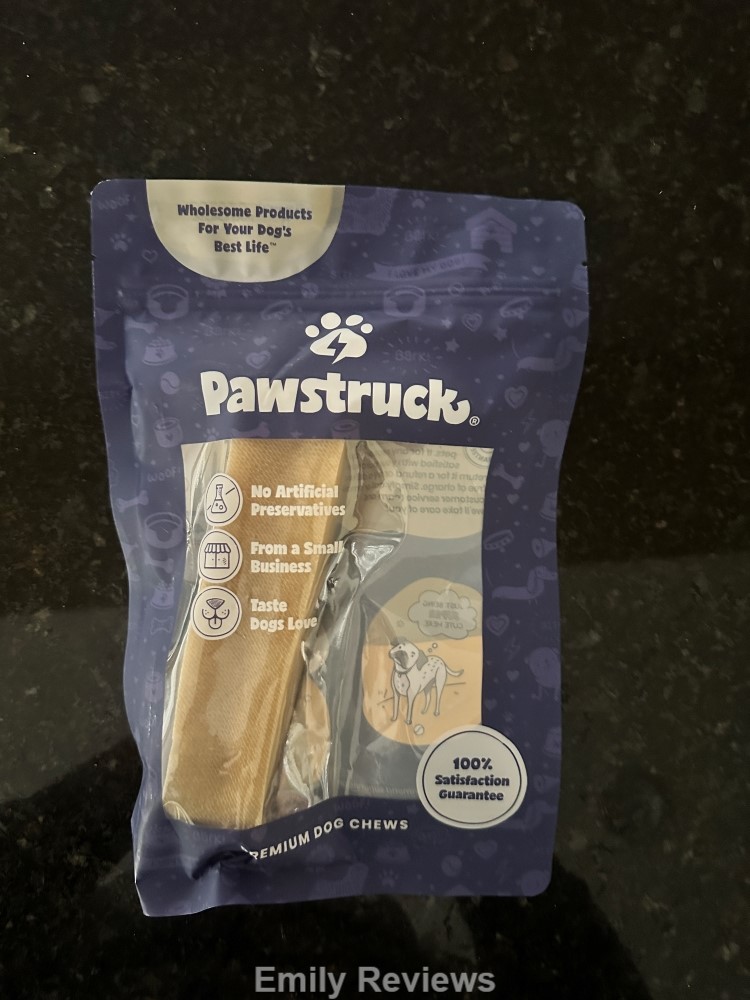 Wholesome Products
For Your Dog's
Best Life™
Pawstruck®
No Artificial
Preservatives
From a Small
Business
Taste
Dogs Love
100%
Satisfaction
Guarantee
PREMIUM DOG CHEWS
Emily Reviews